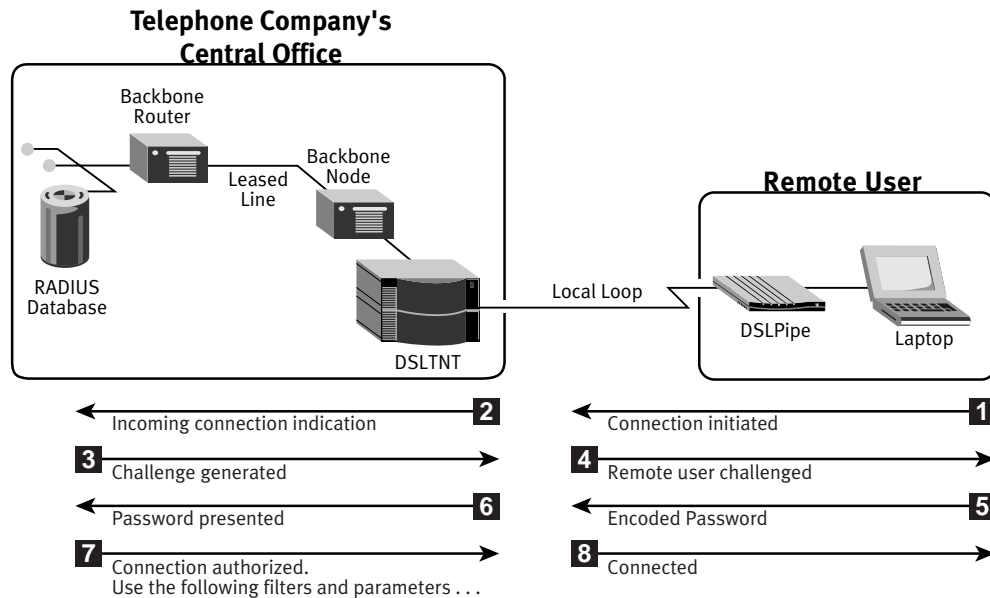 Telephone Company's
Central Office
Backbone
Router
Backbone
Node
Leased
Line
RADIUS
Database
DSLTNT
Local Loop
Remote User
DSLPipe
Laptop
2
Incoming connection indication
1
Connection initiated
3
Challenge generated
4
Remote user challenged
6
Password presented
5
Encoded Password
7
Connection authorized.
Use the following filters and parameters . . .
8
Connected